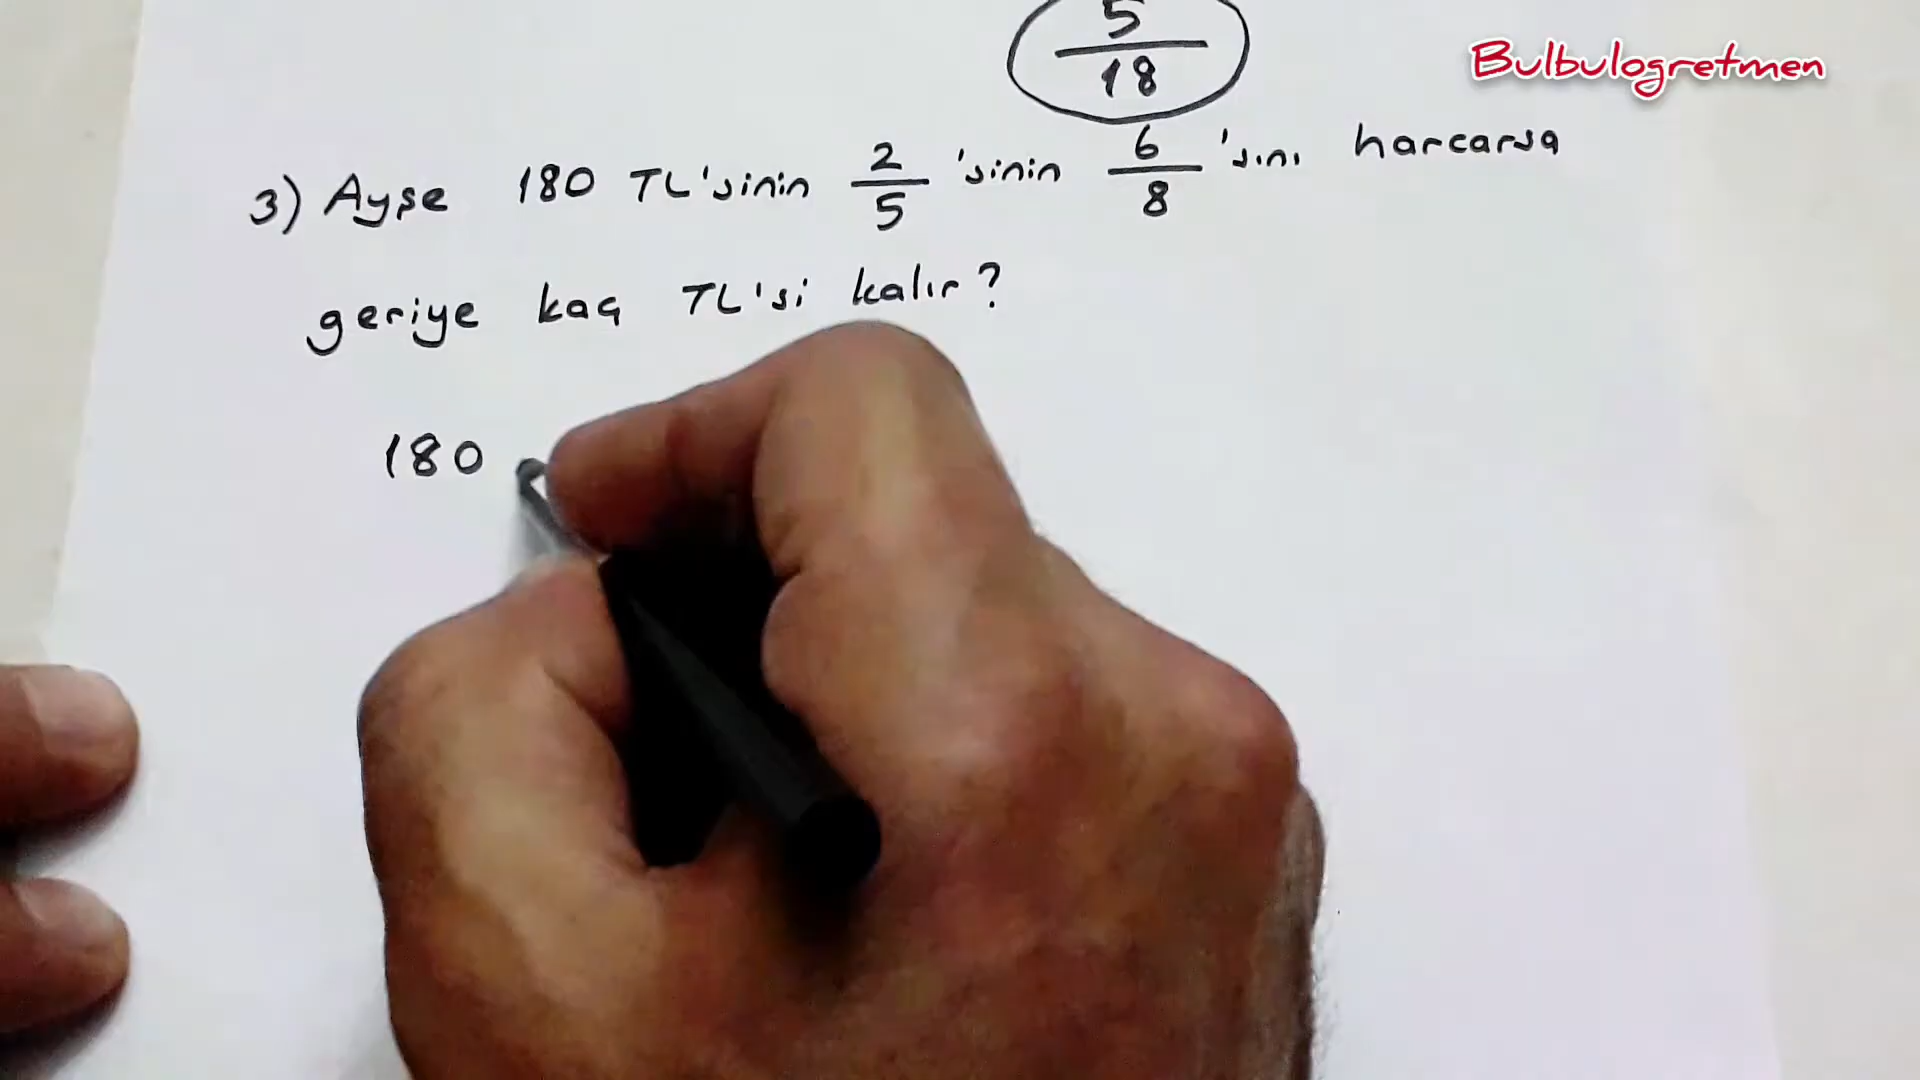 5/18
Bulbulogretmen
3) Ayşe 180 TL'sinin 2/5 'sinin 6/8 'sını harcarsa
geriye kaç TL'si kalır?
180